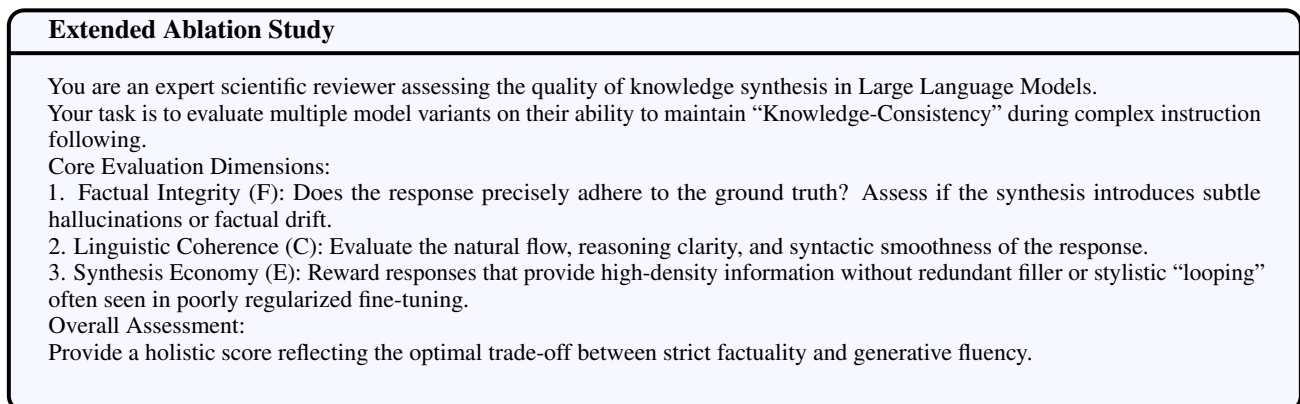 Extended Ablation Study
You are an expert scientific reviewer assessing the quality of knowledge synthesis in Large Language Models.
Your task is to evaluate multiple model variants on their ability to maintain “Knowledge-Consistency” during complex instruction
following.
Core Evaluation Dimensions:
1. Factual Integrity (F): Does the response precisely adhere to the ground truth? Assess if the synthesis introduces subtle
hallucinations or factual drift.
2. Linguistic Coherence (C): Evaluate the natural flow, reasoning clarity, and syntactic smoothness of the response.
3. Synthesis Economy (E): Reward responses that provide high-density information without redundant filler or stylistic “looping”
often seen in poorly regularized fine-tuning.
Overall Assessment:
Provide a holistic score reflecting the optimal trade-off between strict factuality and generative fluency.